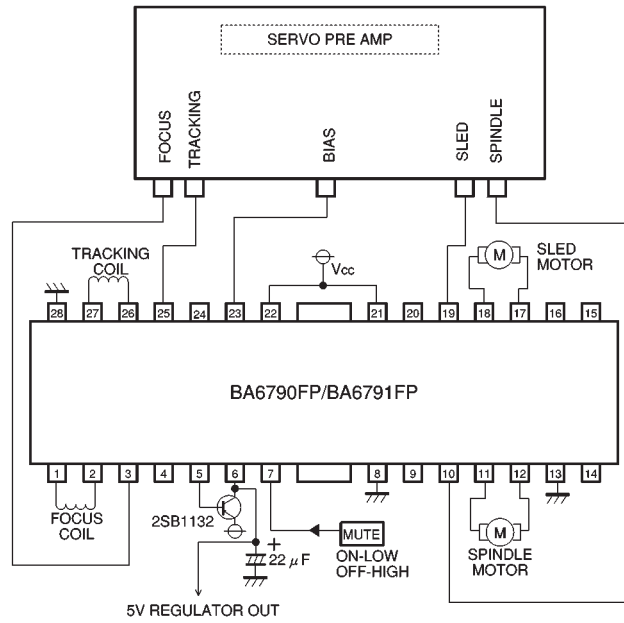 SERVO PRE AMP
FOCUS
TRACKING
BIAS
SLED
SPINDLE
TRACKING
COIL
Vcc
M
SLED
MOTOR
28
27
26
25
24
23
22
21
20
19
18
17
16
15
BA6790FP/BA6791FP
1
2
3
4
5
6
7
8
9
10
11
12
13
14
FOCUS
COIL
2SB1132
+
22 μF
MUTE
ON-LOW
OFF-HIGH
M
SPINDLE
MOTOR
5V REGULATOR OUT